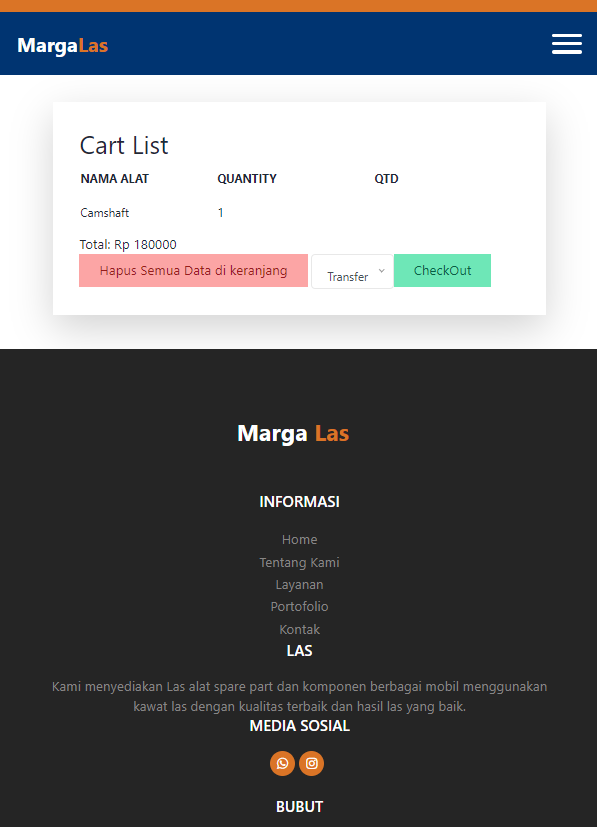 MargaLas
Cart List
NAMA ALAT QUANTITY QTD
Camshaft 1
Total: Rp 180000
Hapus Semua Data di keranjang Transfer CheckOut
Marga Las
INFORMASI
Home
Tentang Kami
Layanan
Portofolio
Kontak
LAS
Kami menyediakan Las alat spare part dan komponen berbagai mobil menggunakan
kawat las dengan kualitas terbaik dan hasil las yang baik.
MEDIA SOSIAL
BUBUT